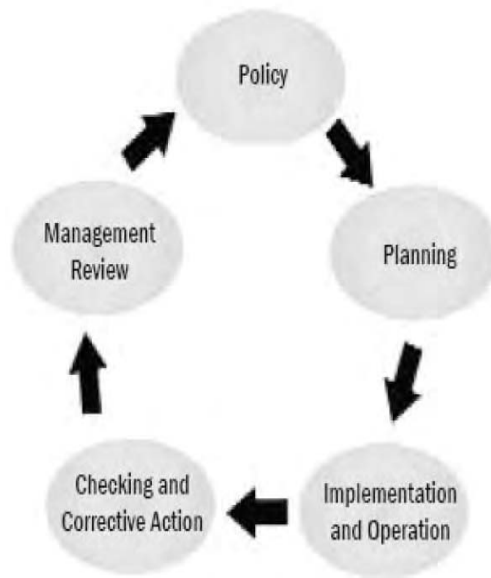 Policy
Planning
Implementation
and Operation
Checking and
Corrective Action
Management
Review